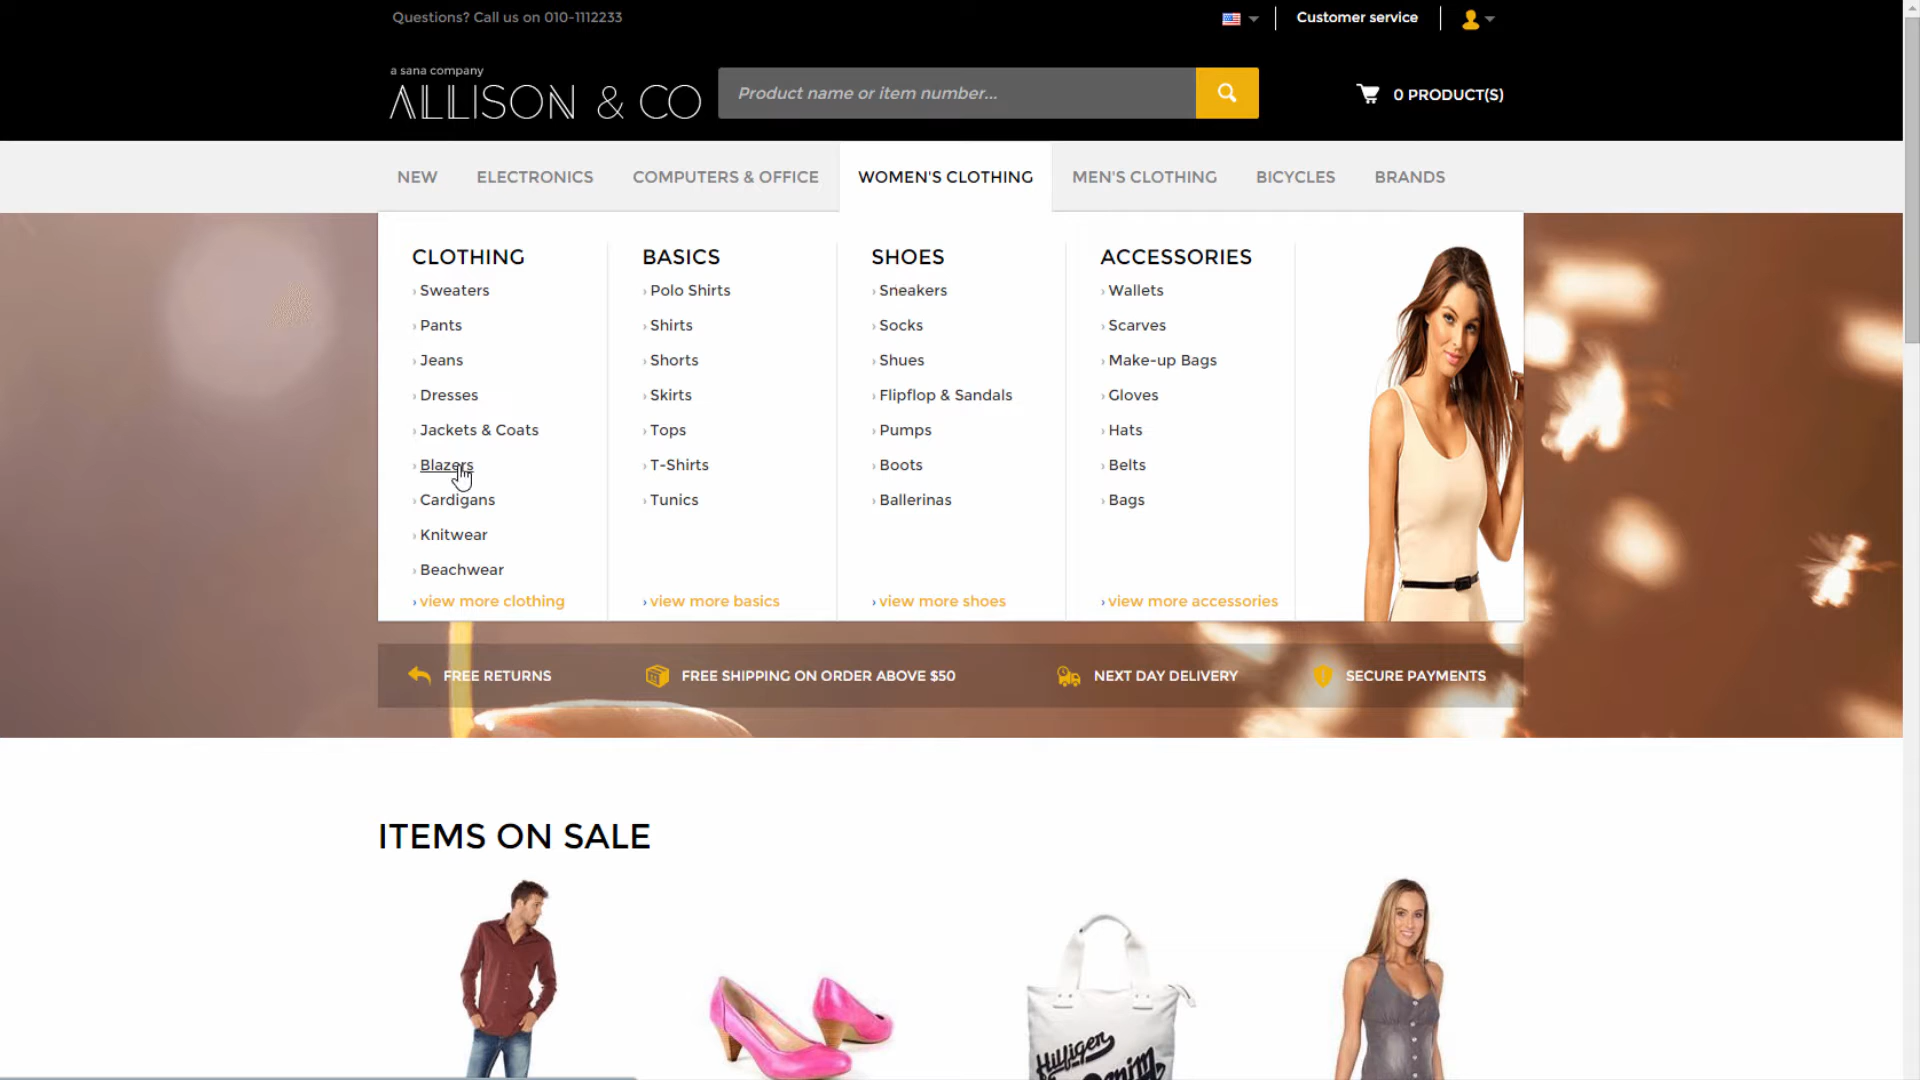 Questions? Call us on 010-1112233
Customer service
a sana company
ALLISON & CO
Product name or item number...
0 PRODUCT(S)
NEW
ELECTRONICS
COMPUTERS & OFFICE
WOMEN'S CLOTHING
MEN'S CLOTHING
BICYCLES
BRANDS
CLOTHING
Sweaters
Pants
Jeans
Dresses
Jackets & Coats
Blazers
Cardigans
Knitwear
Beachwear
view more clothing
BASICS
Polo Shirts
Shirts
Shorts
Skirts
Tops
T-Shirts
Tunics
view more basics
SHOES
Sneakers
Socks
Shues
Flipflop & Sandals
Pumps
Boots
Ballerinas
view more shoes
ACCESSORIES
Wallets
Scarves
Make-up Bags
Gloves
Hats
Belts
Bags
view more accessories
FREE RETURNS
FREE SHIPPING ON ORDER ABOVE $50
NEXT DAY DELIVERY
SECURE PAYMENTS
ITEMS ON SALE
Hilfiger
Denim